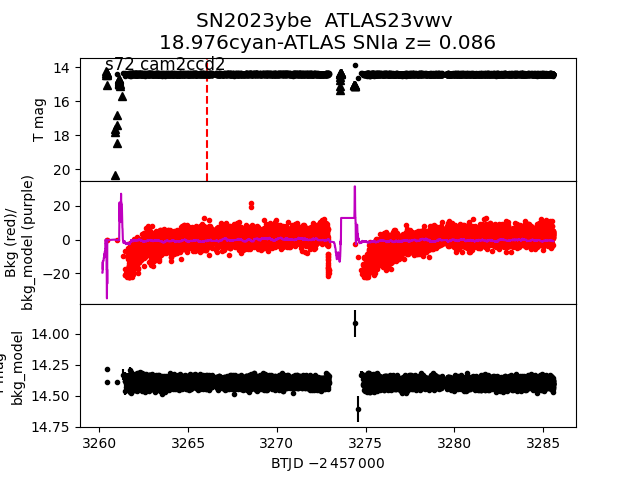 SN2023ybe  ATLAS23vwv
18.976cyan-ATLAS SNIa z= 0.086
s72 cam2ccd2
T mag
14
16
18
20
Bkg (red)/
bkg_model (purple)
20
0
−20
bkg_model
14.00
14.25
14.50
14.75
3260
3265
3270
3275
3280
3285
BTJD −2 457 000